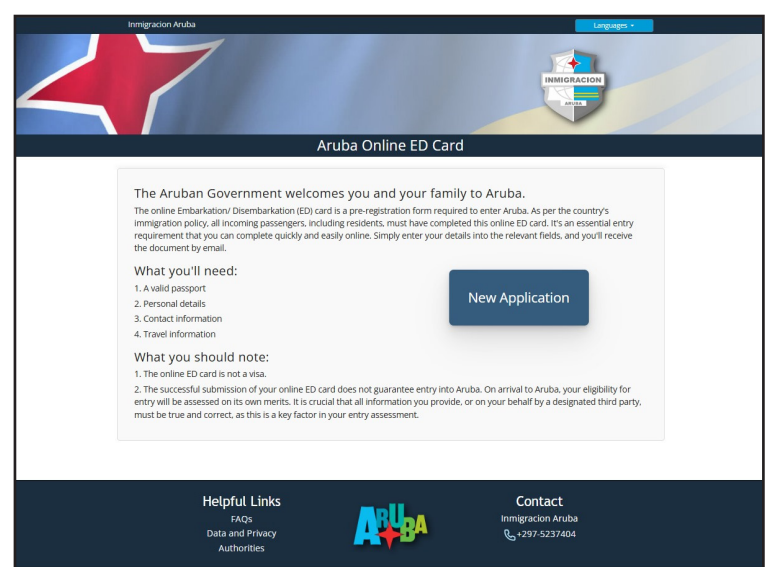 Inmigracion Aruba
Languages
INMIGRACION
ARUBA
Aruba Online ED Card
The Aruban Government welcomes you and your family to Aruba.
The online Embarkation/ Disembarkation (ED) card is a pre-registration form required to enter Aruba. As per the country's
immigration policy, all incoming passengers, including residents, must have completed this online ED card. It's an essential entry
requirement that you can complete quickly and easily online. Simply enter your details into the relevant fields, and you'll receive
the document by email.
What you'll need:
1. A valid passport
2. Personal details
3. Contact information
4. Travel information
New Application
What you should note:
1. The online ED card is not a visa.
2. The successful submission of your online ED card does not guarantee entry into Aruba. On arrival to Aruba, your eligibility for
entry will be assessed on its own merits. It is crucial that all information you provide, or on your behalf by a designated third party,
must be true and correct, as this is a key factor in your entry assessment.
Helpful Links
FAQs
Data and Privacy
Authorities
ARUBA
Contact
Inmigracion Aruba
+297-5237404